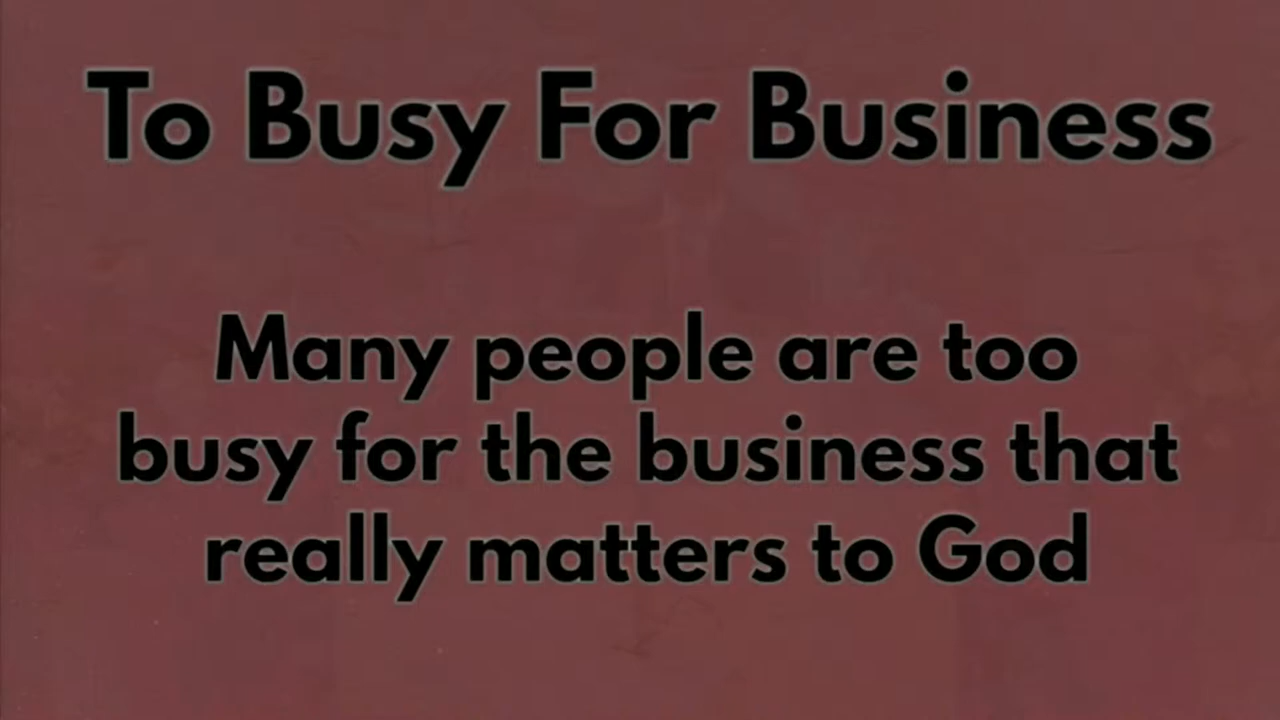 To Busy For Business
Many people are too
busy for the business that
really matters to God